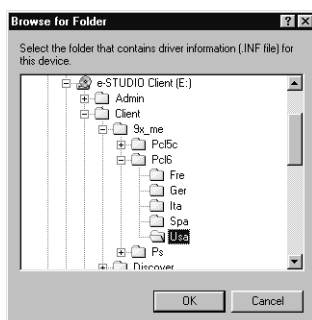 Browse for Folder
Select the folder that contains driver information (.INF file) for
this device.
e-STUDIO Client (E:)
Admin
Client
9x_me
Pcl5c
Pcl6
Fre
Ger
Ita
Spa
Usa
Ps
Discover
OK
Cancel